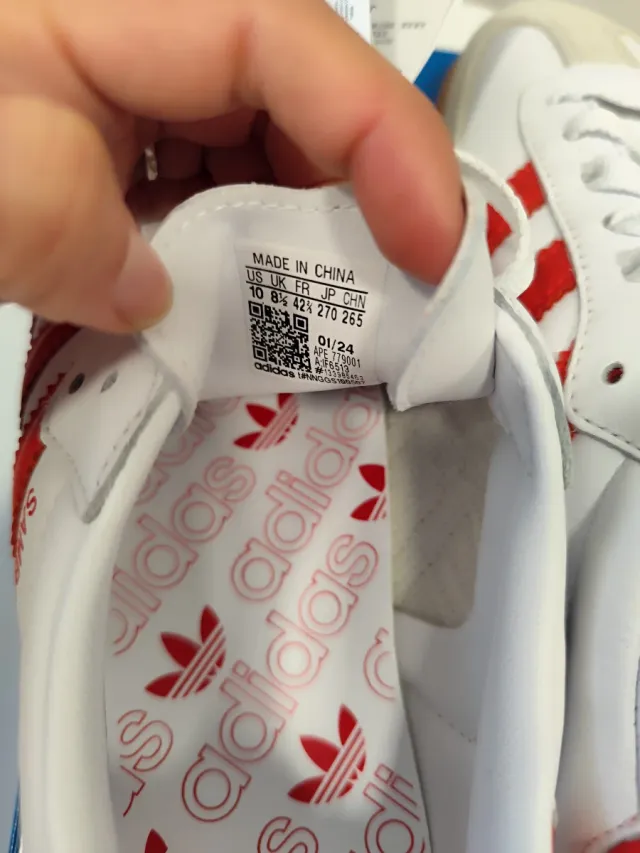 MADE IN CHINA
US UK FR JP CHN
10 8½ 42⅔ 270 265
01/24
APE 779001
adidas
adidas
adidas
adidas
adidas